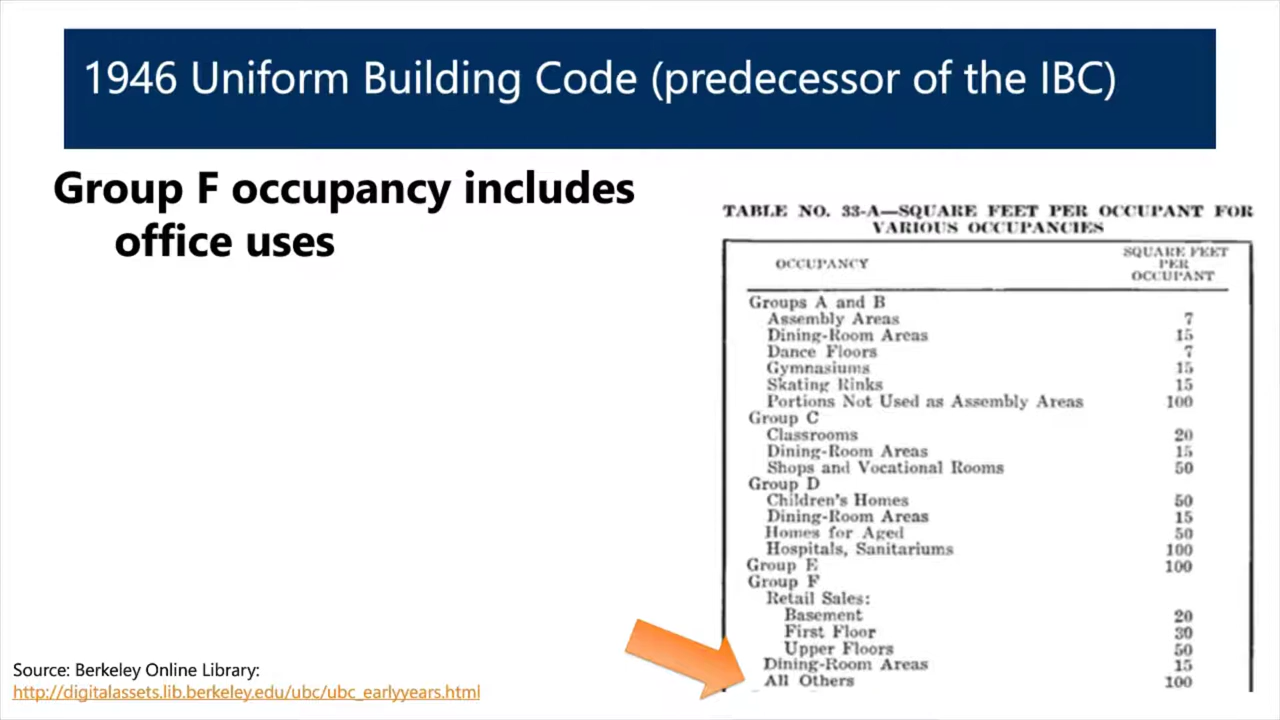 1946 Uniform Building Code (predecessor of the IBC)
Group F occupancy includes
office uses
TABLE NO. 33-A—SQUARE FEET PER OCCUPANT FOR
VARIOUS OCCUPANCIES
OCCUPANCY
SQUARE FEET
PER
OCCUPANT
Groups A and B
Assembly Areas 7
Dining-Room Areas 15
Dance Floors 7
Gymnasiums 15
Skating Rinks 15
Portions Not Used as Assembly Areas 100
Group C
Classrooms 20
Dining-Room Areas 15
Shops and Vocational Rooms 50
Group D
Children's Homes 50
Dining-Room Areas 15
Homes for Aged 50
Hospitals, Sanitariums 100
Group E 100
Group F
Retail Sales:
Basement 20
First Floor 30
Upper Floors 50
Dining-Room Areas 15
All Others 100
Source: Berkeley Online Library:
http://digitalassets.lib.berkeley.edu/ubc/ubc_earlyyears.html